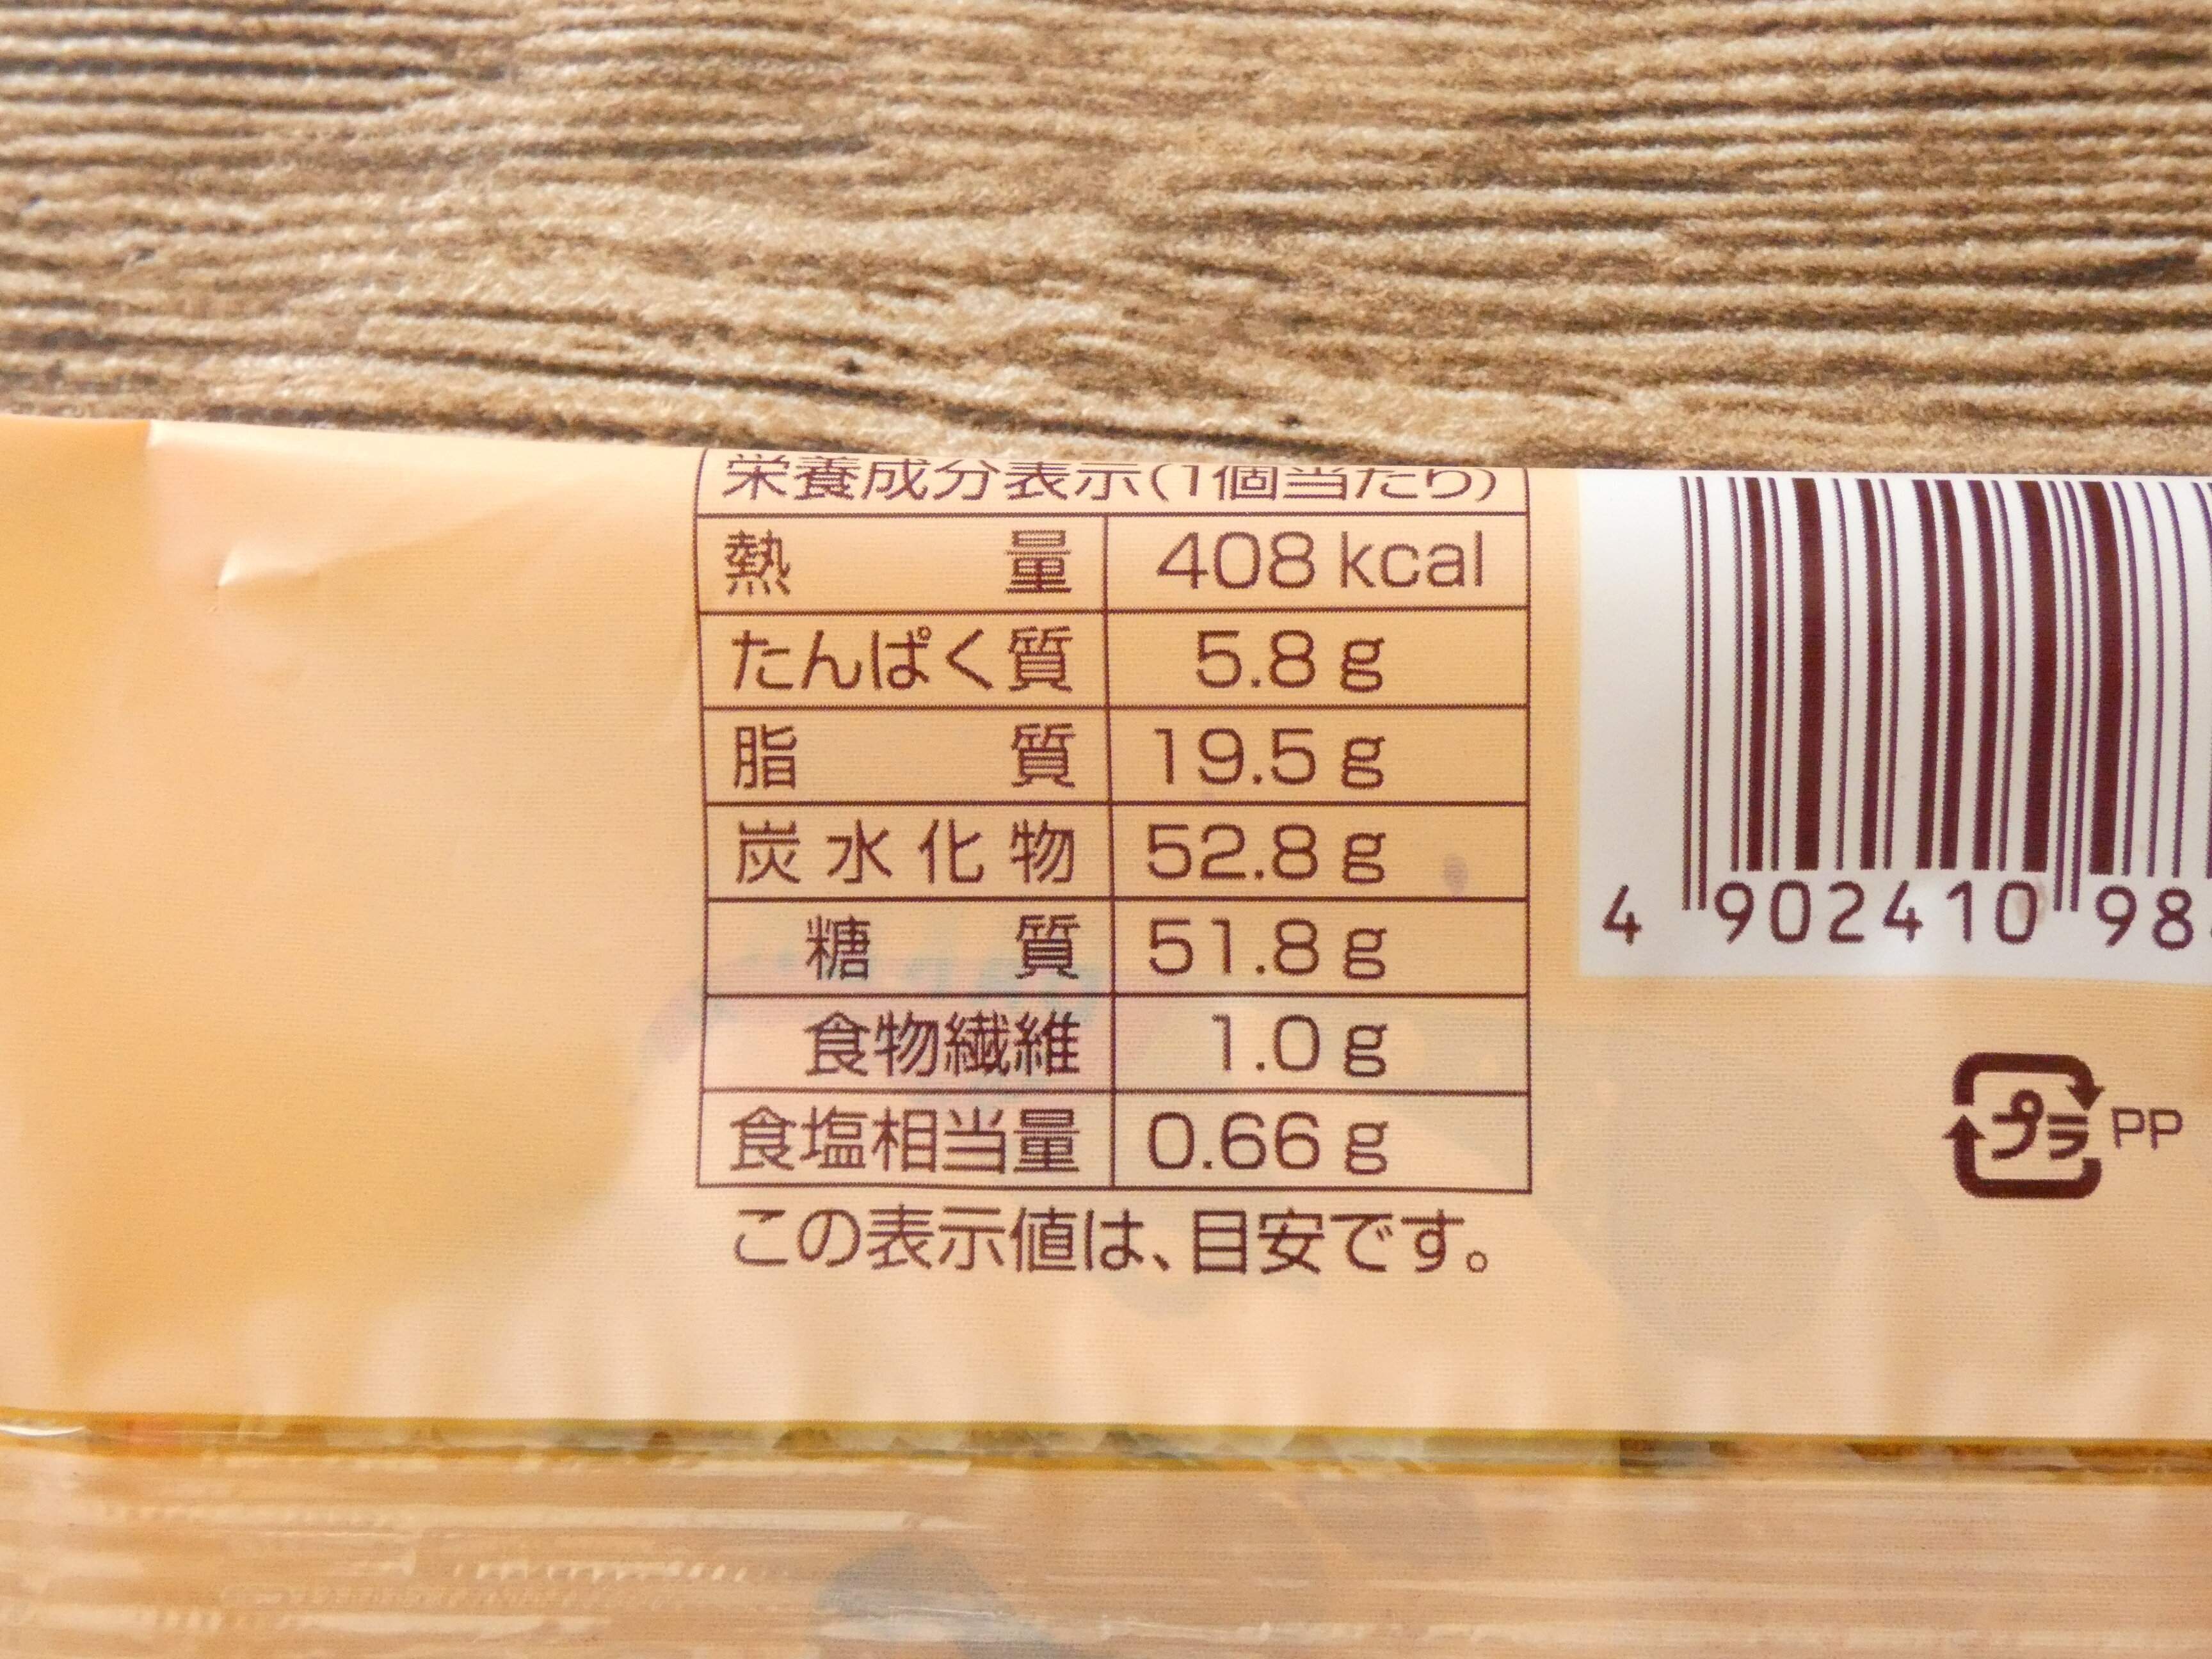 栄養成分表示(1個当たり)
熱量 408 kcal
たんぱく質 5.8 g
脂質 19.5 g
炭水化物 52.8 g
糖質 51.8 g
食物繊維 1.0 g
食塩相当量 0.66 g
この表示値は、目安です。
4 902410 98
プラ PP